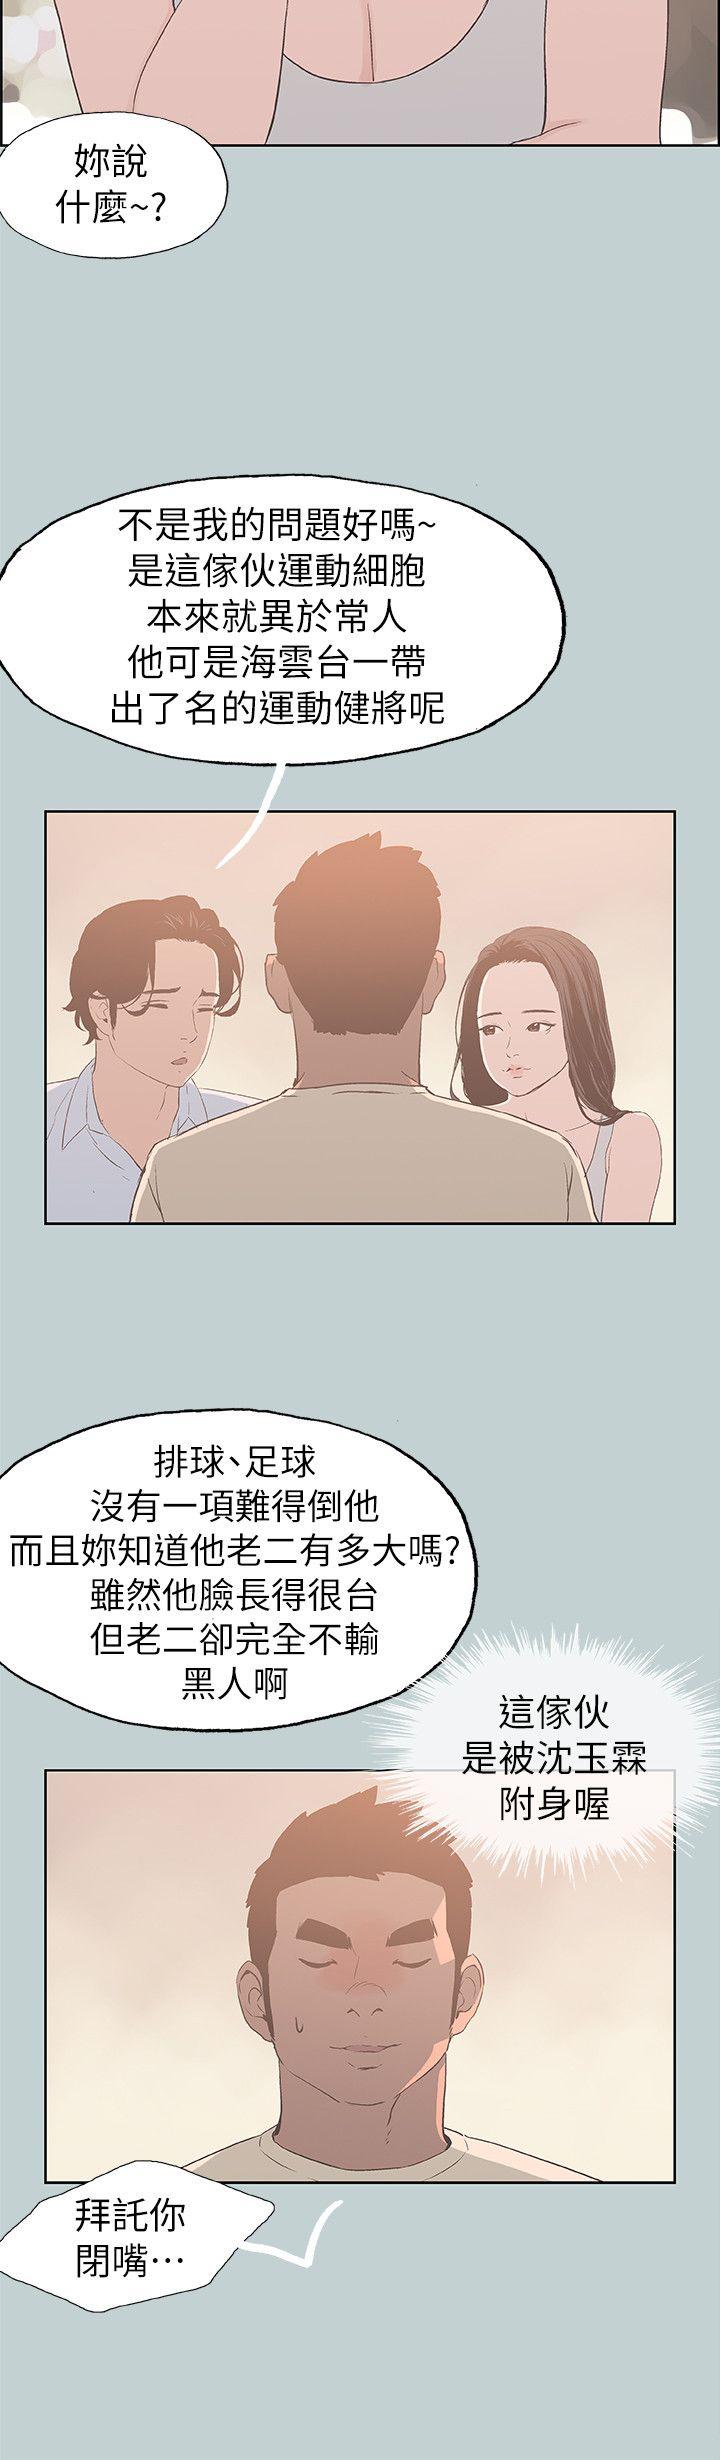 妳說
什麼~?
不是我的問題好嗎~
是這傢伙運動細胞
本來就異於常人
他可是海雲台一帶
出了名的運動健將呢
排球、足球
沒有一項難得倒他
而且妳知道他老二有多大嗎?
雖然他臉長得很台
但老二卻完全不輸
黑人啊
這傢伙
是被沈玉霖
附身喔
拜託你
閉嘴…